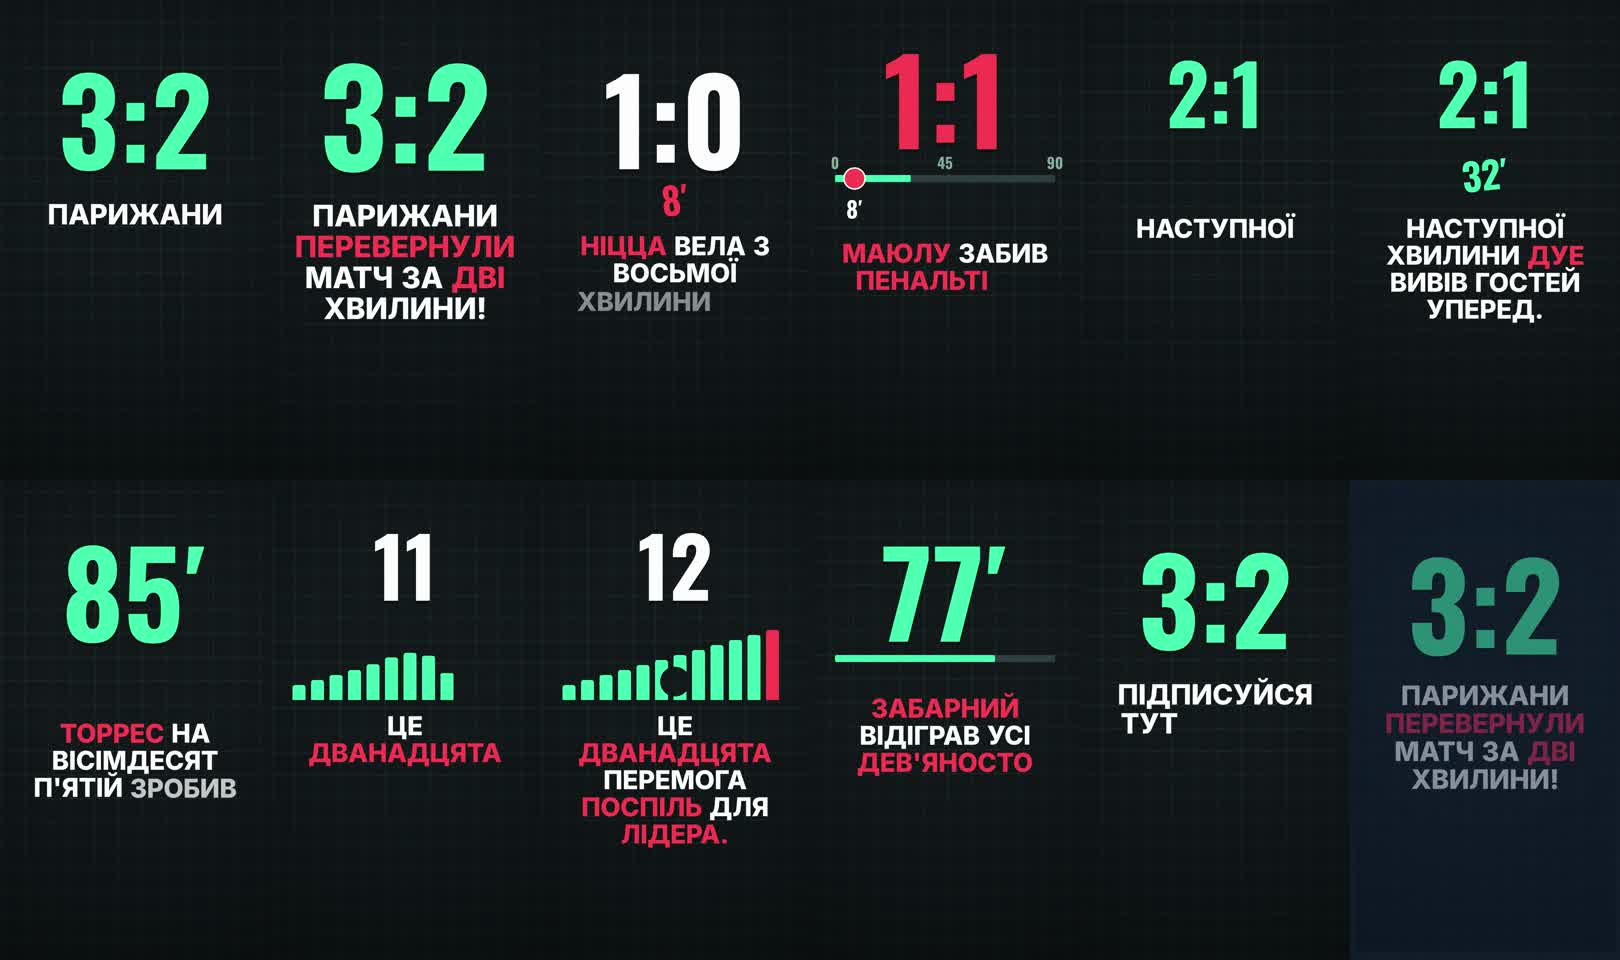 3:2
ПАРИЖАНИ
3:2
ПАРИЖАНИ
ПЕРЕВЕРНУЛИ
МАТЧ ЗА ДВІ
ХВИЛИНИ!
1:0
8′
НІЦЦА ВЕЛА З
ВОСЬМОЇ
ХВИЛИНИ
1:1
0 45 90
8′
МАЮЛУ ЗАБИВ
ПЕНАЛЬТІ
2:1
НАСТУПНОЇ
2:1
32′
НАСТУПНОЇ
ХВИЛИНИ ДУЕ
ВИВІВ ГОСТЕЙ
УПЕРЕД.
85′
ТОРРЕС НА
ВІСІМДЕСЯТ
П'ЯТІЙ ЗРОБИВ
11
ЦЕ
ДВАНАДЦЯТА
12
ЦЕ
ДВАНАДЦЯТА
ПЕРЕМОГА
ПОСПІЛЬ ДЛЯ
ЛІДЕРА.
77′
ЗАБАРНИЙ
ВІДІГРАВ УСІ
ДЕВ'ЯНОСТО
3:2
ПІДПИСУЙСЯ
ТУТ
3:2
ПАРИЖАНИ
ПЕРЕВЕРНУЛИ
МАТЧ ЗА ДВІ
ХВИЛИНИ!